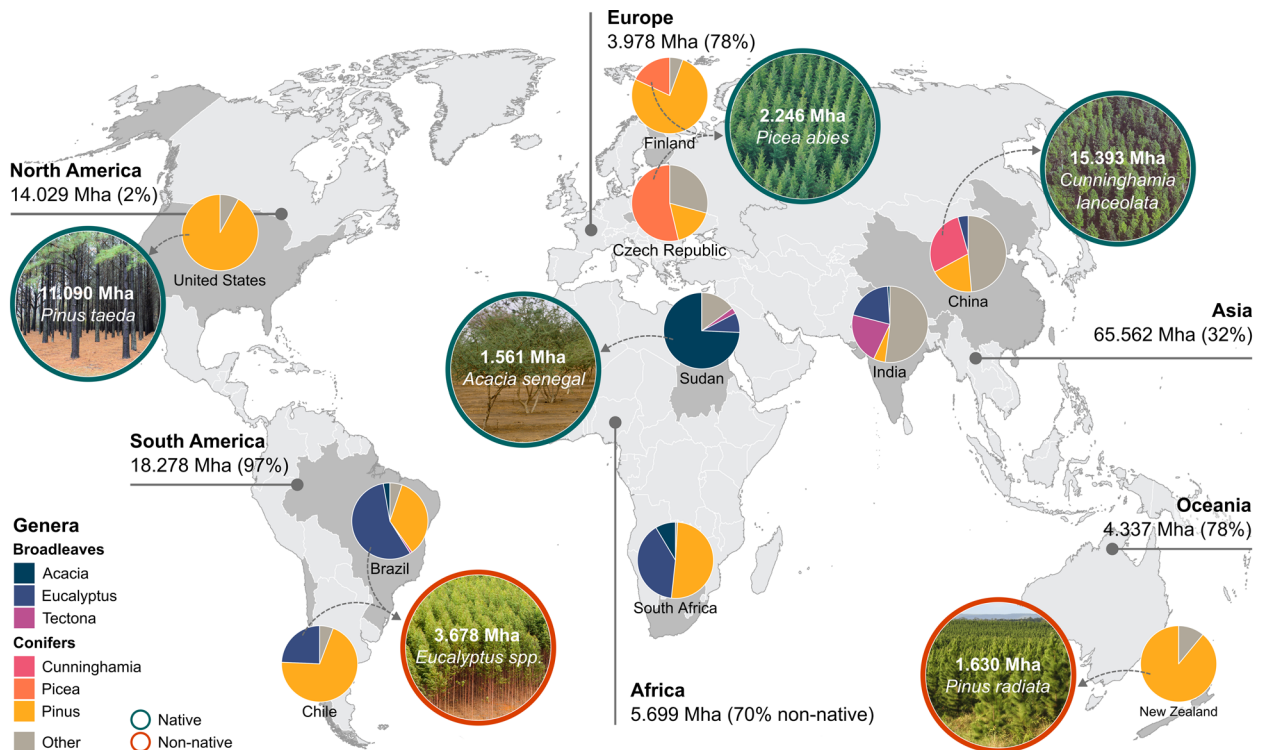 Europe
3.978 Mha (78%)
Finland
2.246 Mha
Picea abies
15.393 Mha
Cunninghamia
lanceolata
North America
14.029 Mha (2%)
United States
11.090 Mha
Pinus taeda
Czech Republic
China
Asia
65.562 Mha (32%)
India
1.561 Mha
Acacia senegal
Sudan
South America
18.278 Mha (97%)
Brazil
Oceania
4.337 Mha (78%)
South Africa
3.678 Mha
Eucalyptus spp.
Chile
Africa
5.699 Mha (70% non-native)
1.630 Mha
Pinus radiata
New Zealand
Genera
Broadleaves
Acacia
Eucalyptus
Tectona
Conifers
Cunninghamia
Picea
Pinus
Other
Native
Non-native